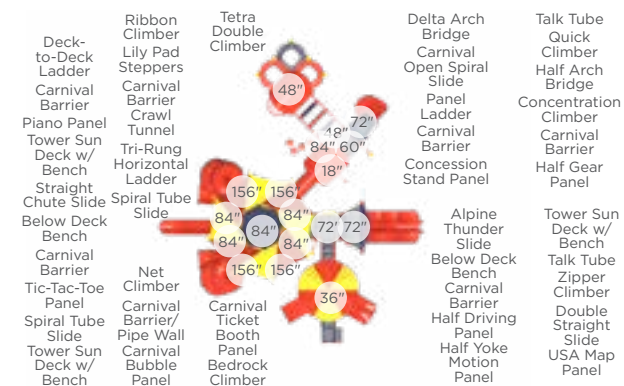 Deck-
to-Deck
Ladder
Carnival
Barrier
Piano Panel
Tower Sun
Deck w/
Bench
Straight
Chute Slide
Below Deck
Bench
Carnival
Barrier
Tic-Tac-Toe
Panel
Spiral Tube
Slide
Tower Sun
Deck w/
Bench
Ribbon
Climber
Lily Pad
Steppers
Carnival
Barrier
Crawl
Tunnel
Tri-Rung
Horizontal
Ladder
Spiral Tube
Slide
Net
Climber
Carnival
Barrier/
Pipe Wall
Carnival
Bubble
Panel
Tetra
Double
Climber
Carnival
Ticket
Booth
Panel
Bedrock
Climber
48"
72"
48"
84" 60"
18"
156" 156"
84" 84"
84"
84" 84"
156" 156"
72" 72"
36"
Delta Arch
Bridge
Carnival
Open Spiral
Slide
Panel
Ladder
Carnival
Barrier
Concession
Stand Panel
Alpine
Thunder
Slide
Below Deck
Bench
Carnival
Barrier
Half Driving
Panel
Half Yoke
Motion
Panel
Talk Tube
Quick
Climber
Half Arch
Bridge
Concentration
Climber
Carnival
Barrier
Half Gear
Panel
Tower Sun
Deck w/
Bench
Talk Tube
Zipper
Climber
Double
Straight
Slide
USA Map
Panel